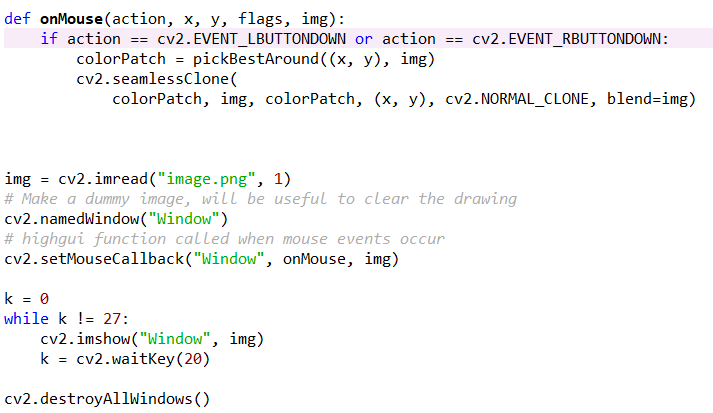 def onMouse(action, x, y, flags, img):
    if action == cv2.EVENT_LBUTTONDOWN or action == cv2.EVENT_RBUTTONDOWN:
        colorPatch = pickBestAround((x, y), img)
        cv2.seamlessClone(
            colorPatch, img, colorPatch, (x, y), cv2.NORMAL_CLONE, blend=img)
img = cv2.imread("image.png", 1)
# Make a dummy image, will be useful to clear the drawing
cv2.namedWindow("Window")
# highgui function called when mouse events occur
cv2.setMouseCallback("Window", onMouse, img)
k = 0
while k != 27:
    cv2.imshow("Window", img)
    k = cv2.waitKey(20)
cv2.destroyAllWindows()